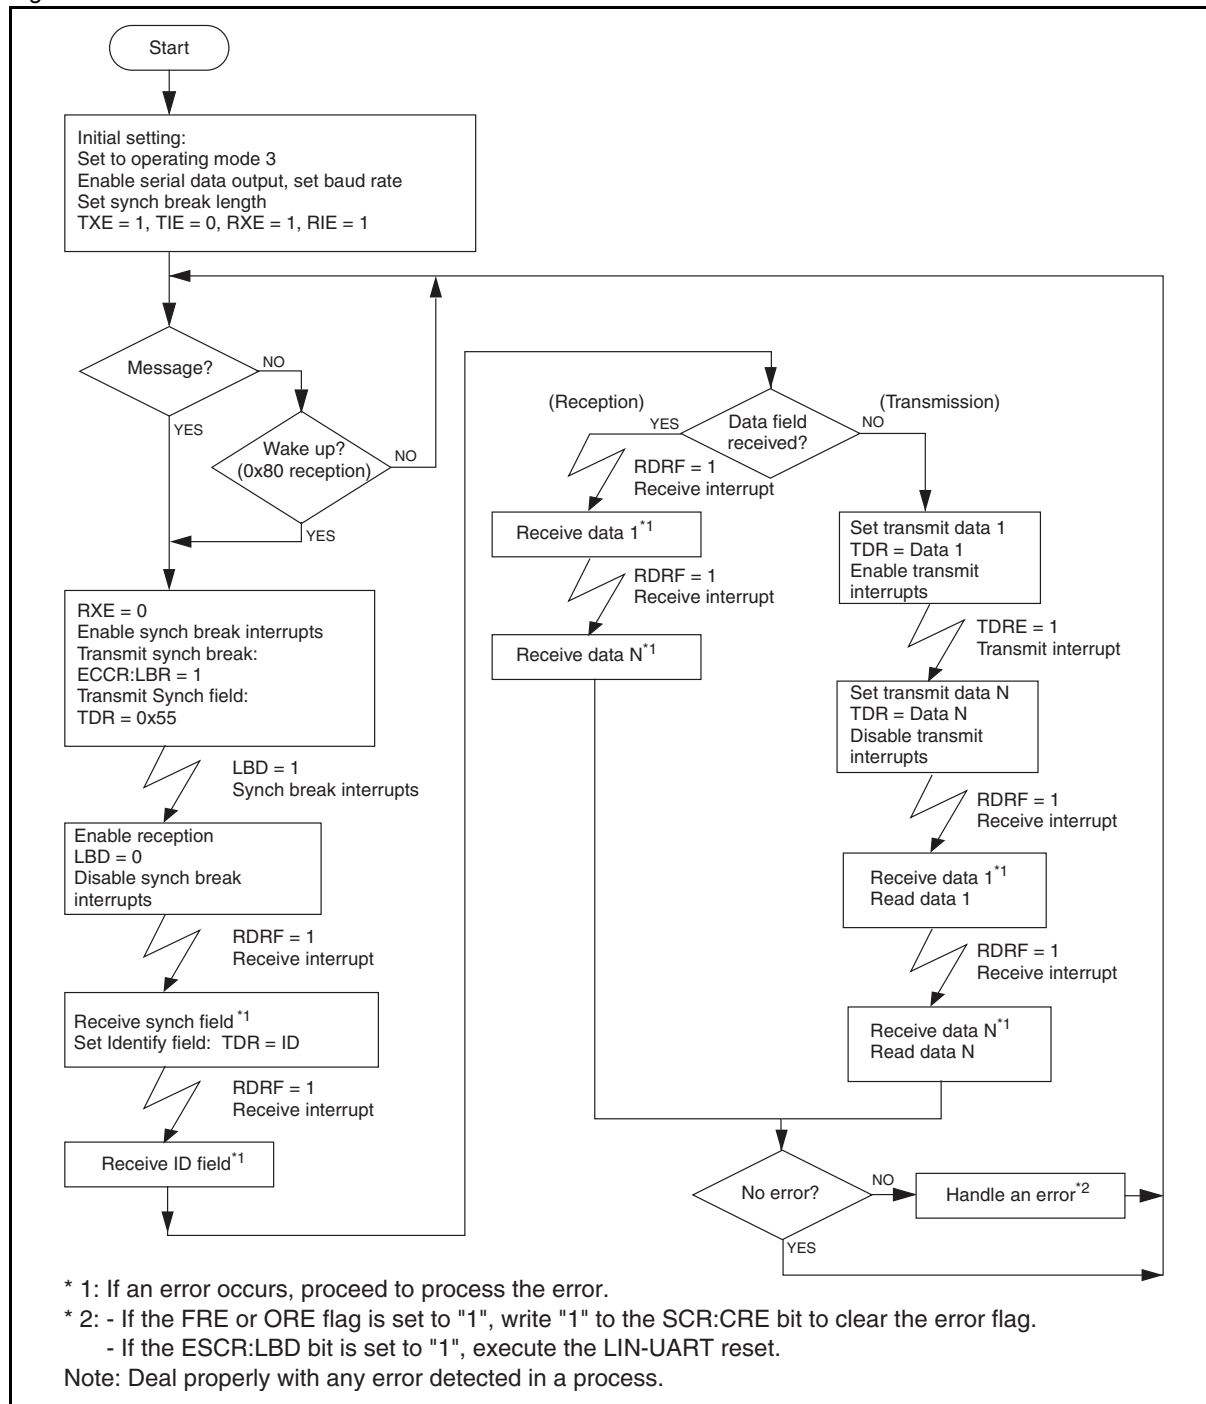 Start
Initial setting:
Set to operating mode 3
Enable serial data output, set baud rate
Set synch break length
TXE = 1, TIE = 0, RXE = 1, RIE = 1
Message?
NO
YES
Wake up?
(0x80 reception)
NO
YES
RXE = 0
Enable synch break interrupts
Transmit synch break:
ECCR:LBR = 1
Transmit Synch field:
TDR = 0x55
LBD = 1
Synch break interrupts
Enable reception
LBD = 0
Disable synch break
interrupts
RDRF = 1
Receive interrupt
Receive synch field*1
Set Identify field: TDR = ID
RDRF = 1
Receive interrupt
Receive ID field*1
Data field
received?
(Reception)
YES
(Transmission)
NO
RDRF = 1
Receive interrupt
Receive data 1*1
RDRF = 1
Receive interrupt
Receive data N*1
Set transmit data 1
TDR = Data 1
Enable transmit
interrupts
TDRE = 1
Transmit interrupt
Set transmit data N
TDR = Data N
Disable transmit
interrupts
RDRF = 1
Receive interrupt
Receive data 1*1
Read data 1
RDRF = 1
Receive interrupt
Receive data N*1
Read data N
No error?
NO
Handle an error*2
YES
* 1: If an error occurs, proceed to process the error.
* 2: - If the FRE or ORE flag is set to "1", write "1" to the SCR:CRE bit to clear the error flag.
- If the ESCR:LBD bit is set to "1", execute the LIN-UART reset.
Note: Deal properly with any error detected in a process.